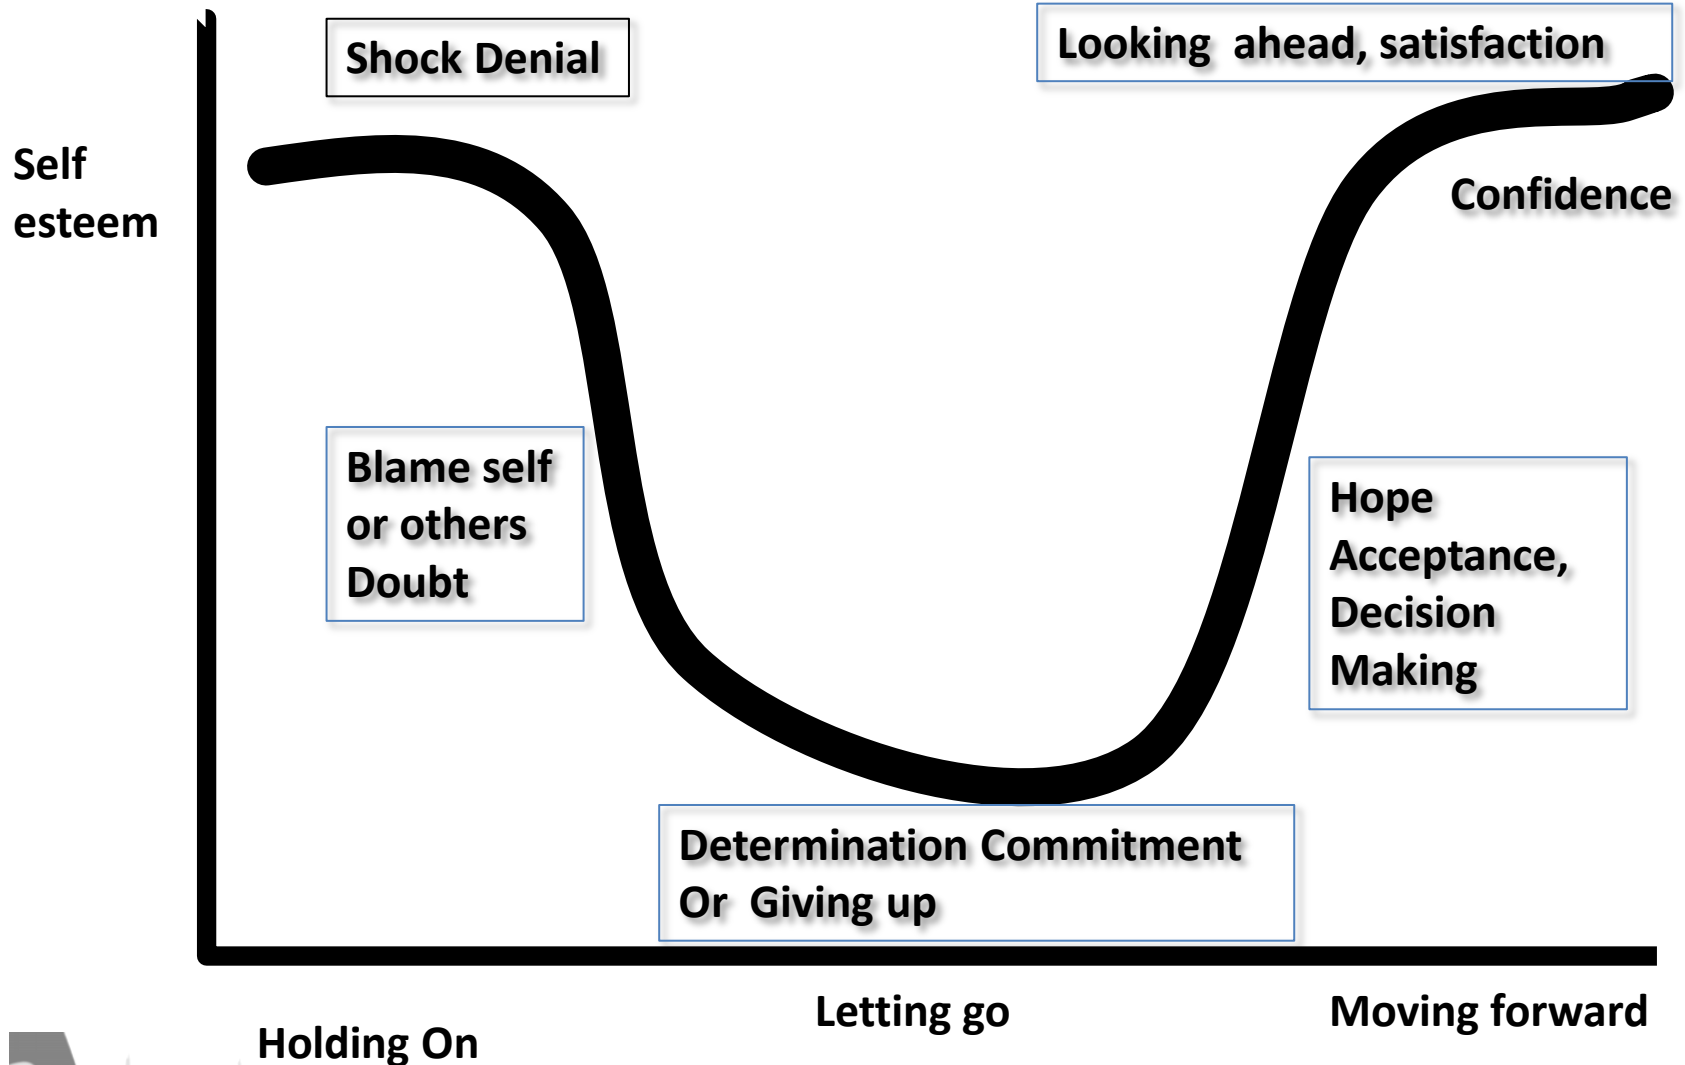 Shock Denial
Looking ahead, satisfaction
Self
esteem
Confidence
Blame self
or others
Doubt
Hope
Acceptance,
Decision
Making
Determination Commitment
Or Giving up
Letting go
Moving forward
Holding On